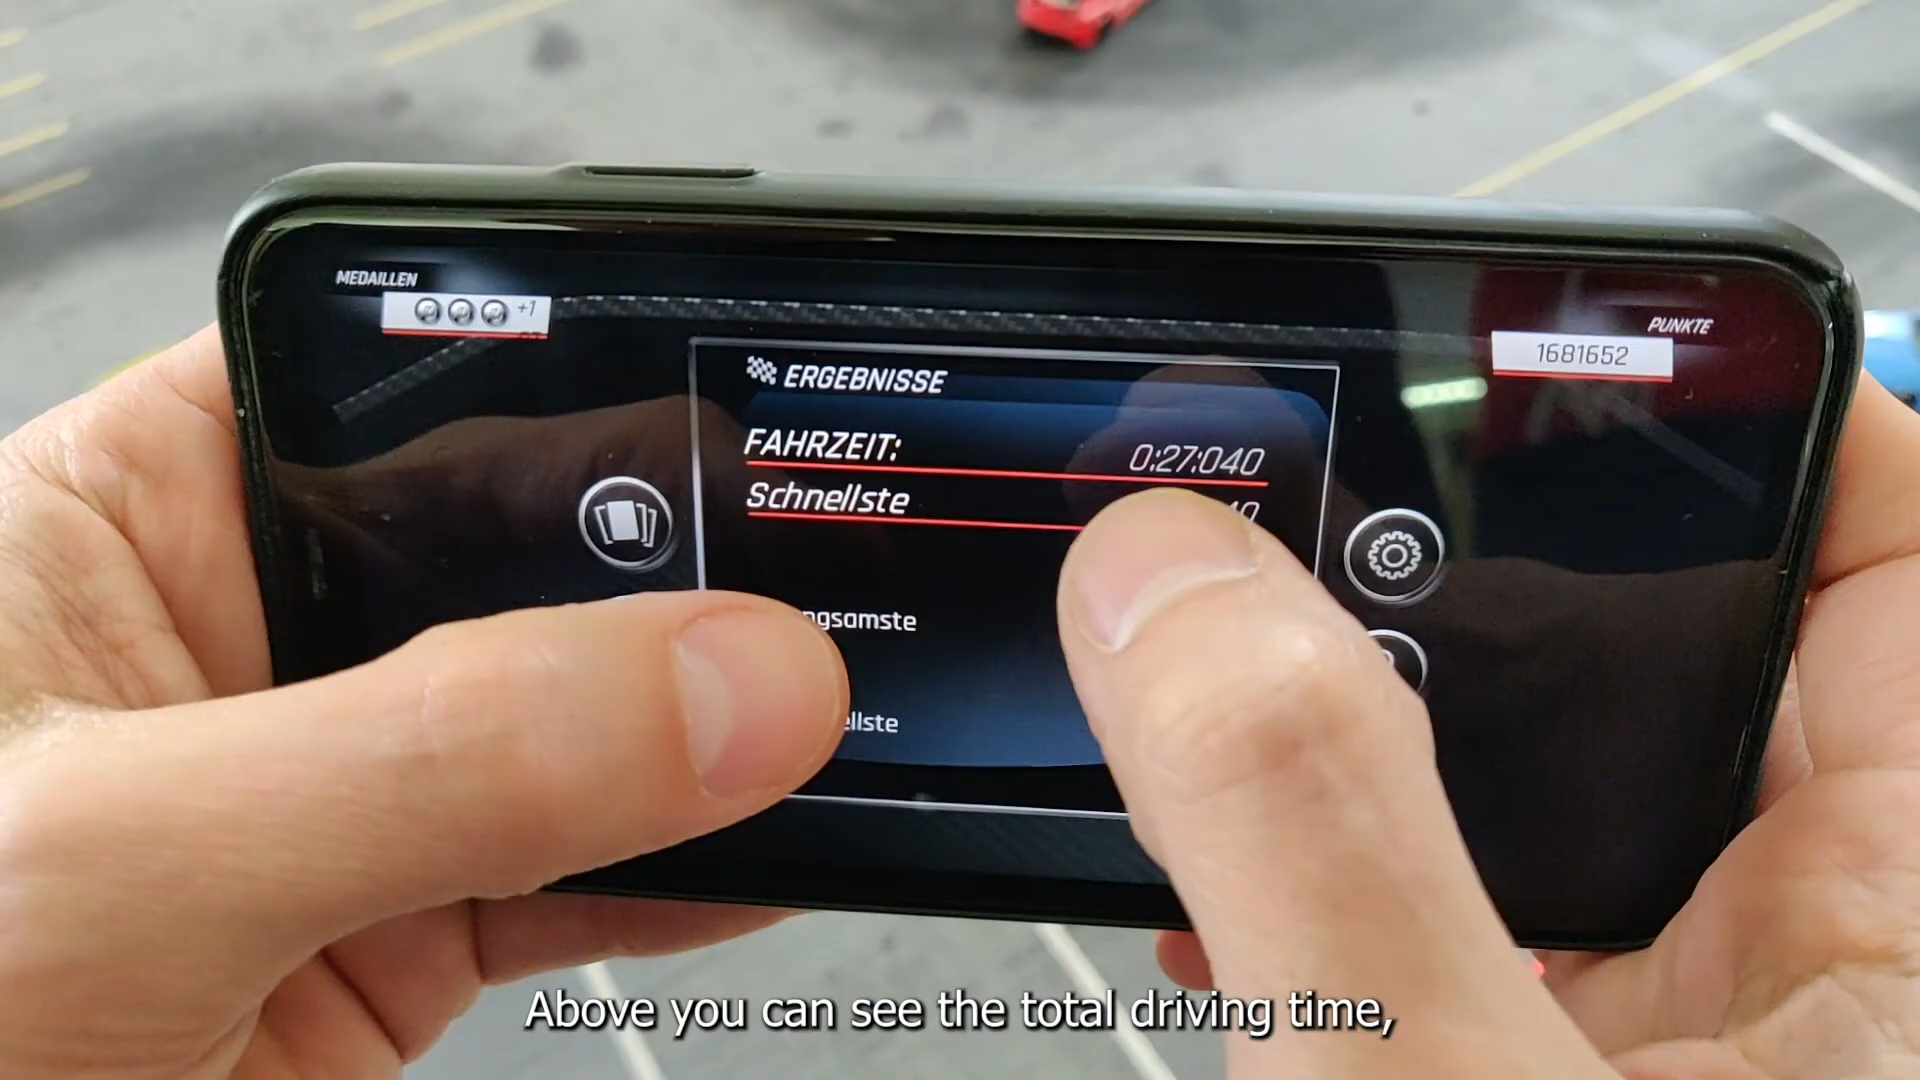 MEDAILLEN
+1
PUNKTE
1681652
ERGEBNISSE
FAHRZEIT: 0:27:040
Schnellste
Above you can see the total driving time,